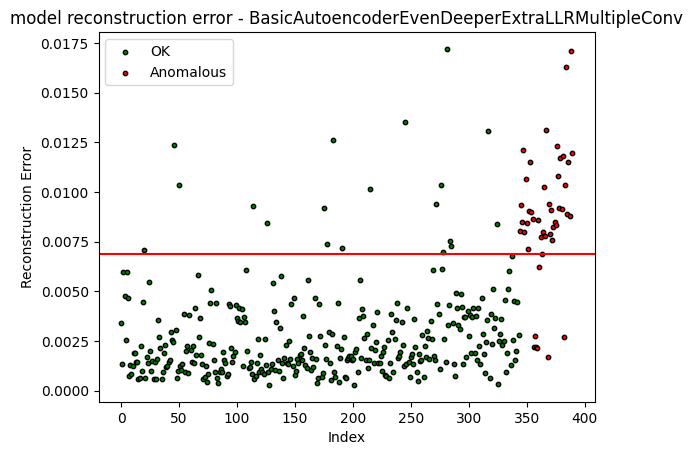 model reconstruction error - BasicAutoencoderEvenDeeperExtraLLRMultipleConv
0.0175
OK
Anomalous
0.0150
0.0125
0.0100
0.0075
0.0050
0.0025
0.0000
Reconstruction Error
0 50 100 150 200 250 300 350 400
Index